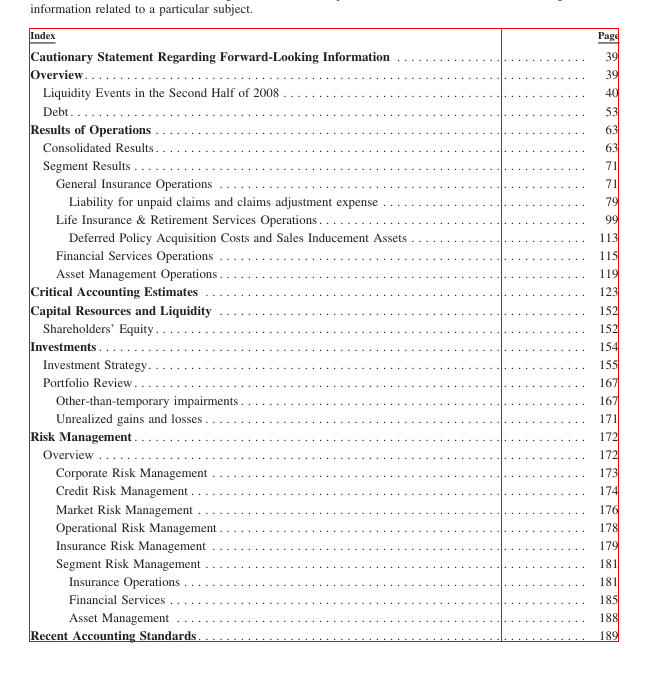 information related to a particular subject.
Index Page
Cautionary Statement Regarding Forward-Looking Information . . . . . . . . . . . . . . . . . . . . . . . . . . . 39
Overview . . . . . . . . . . . . . . . . . . . . . . . . . . . 39
Liquidity Events in the Second Half of 2008 . . . . . . . . . . . . . . . . . . . . . . . . . . . 40
Debt . . . . . . . . . . . . . . . . . . . . . . . . . . . 53
Results of Operations . . . . . . . . . . . . . . . . . . . . . . . . . . . 63
Consolidated Results . . . . . . . . . . . . . . . . . . . . . . . . . . . 63
Segment Results . . . . . . . . . . . . . . . . . . . . . . . . . . . 71
General Insurance Operations . . . . . . . . . . . . . . . . . . . . . . . . . . . 71
Liability for unpaid claims and claims adjustment expense . . . . . . . . . . . . . . . . . . . . . . . . . . . 79
Life Insurance & Retirement Services Operations . . . . . . . . . . . . . . . . . . . . . . . . . . . 99
Deferred Policy Acquisition Costs and Sales Inducement Assets . . . . . . . . . . . . . . . . . . . . . . . . . 113
Financial Services Operations . . . . . . . . . . . . . . . . . . . . . . . . . . . 115
Asset Management Operations . . . . . . . . . . . . . . . . . . . . . . . . . . . 119
Critical Accounting Estimates . . . . . . . . . . . . . . . . . . . . . . . . . . . 123
Capital Resources and Liquidity . . . . . . . . . . . . . . . . . . . . . . . . . . . 152
Shareholders' Equity . . . . . . . . . . . . . . . . . . . . . . . . . . . 152
Investments . . . . . . . . . . . . . . . . . . . . . . . . . . . 154
Investment Strategy . . . . . . . . . . . . . . . . . . . . . . . . . . . 155
Portfolio Review . . . . . . . . . . . . . . . . . . . . . . . . . . . 167
Other-than-temporary impairments . . . . . . . . . . . . . . . . . . . . . . . . . . . 167
Unrealized gains and losses . . . . . . . . . . . . . . . . . . . . . . . . . . . 171
Risk Management . . . . . . . . . . . . . . . . . . . . . . . . . . . 172
Overview . . . . . . . . . . . . . . . . . . . . . . . . . . . 172
Corporate Risk Management . . . . . . . . . . . . . . . . . . . . . . . . . . . 173
Credit Risk Management . . . . . . . . . . . . . . . . . . . . . . . . . . . 174
Market Risk Management . . . . . . . . . . . . . . . . . . . . . . . . . . . 176
Operational Risk Management . . . . . . . . . . . . . . . . . . . . . . . . . . . 178
Insurance Risk Management . . . . . . . . . . . . . . . . . . . . . . . . . . . 179
Segment Risk Management . . . . . . . . . . . . . . . . . . . . . . . . . . . 181
Insurance Operations . . . . . . . . . . . . . . . . . . . . . . . . . . . 181
Financial Services . . . . . . . . . . . . . . . . . . . . . . . . . . . 185
Asset Management . . . . . . . . . . . . . . . . . . . . . . . . . . . 188
Recent Accounting Standards . . . . . . . . . . . . . . . . . . . . . . . . . . . 189